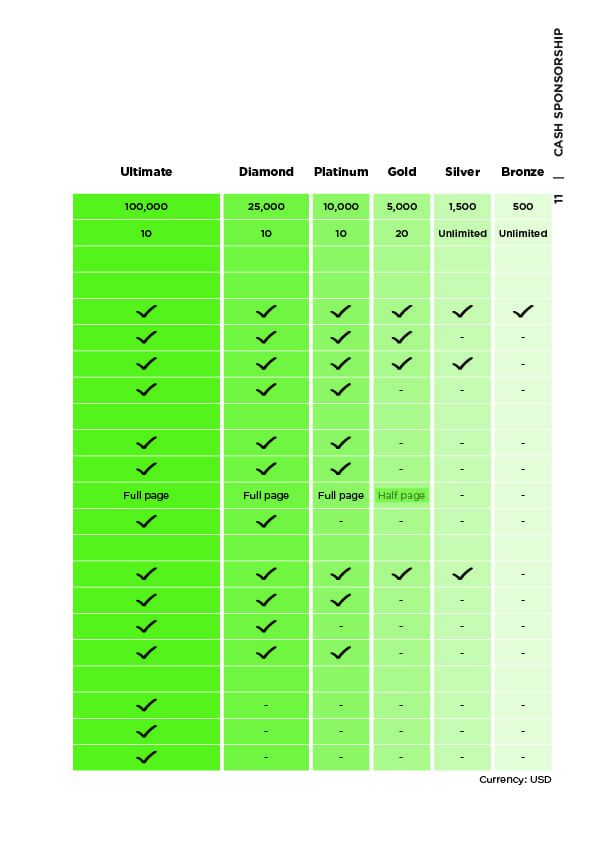 11 | CASH SPONSORSHIP
Ultimate Diamond Platinum Gold Silver Bronze
100,000 25,000 10,000 5,000 1,500 500
10 10 10 20 Unlimited Unlimited
✓ ✓ ✓ ✓ ✓ ✓
✓ ✓ ✓ ✓ - -
✓ ✓ ✓ ✓ ✓ -
✓ ✓ ✓ - - -
✓ ✓ ✓ - - -
✓ ✓ ✓ - - -
Full page Full page Full page Half page - -
✓ ✓ - - - -
✓ ✓ ✓ ✓ ✓ -
✓ ✓ ✓ - - -
✓ ✓ - - - -
✓ ✓ ✓ - - -
✓ - - - - -
✓ - - - - -
✓ - - - - -
Currency: USD